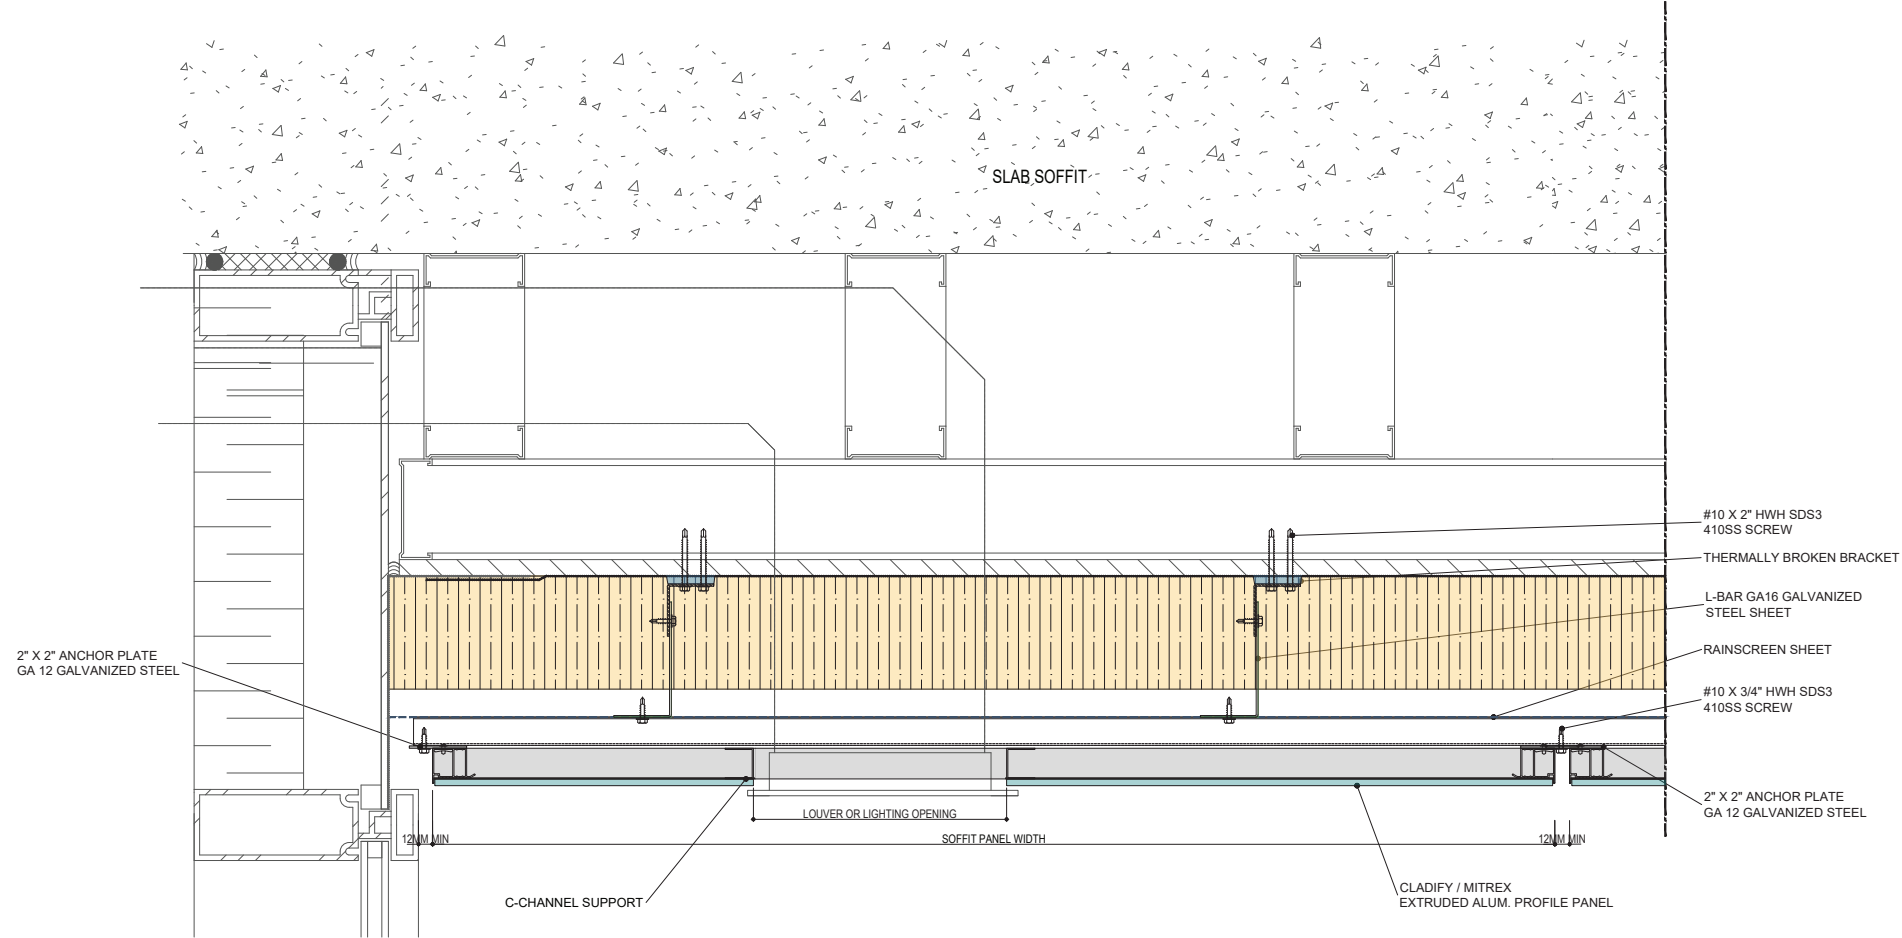 SLAB SOFFIT
#10 X 2" HWH SDS3
410SS SCREW
THERMALLY BROKEN BRACKET
L-BAR GA16 GALVANIZED
STEEL SHEET
RAINSCREEN SHEET
2" X 2" ANCHOR PLATE
GA 12 GALVANIZED STEEL
#10 X 3/4" HWH SDS3
410SS SCREW
2" X 2" ANCHOR PLATE
GA 12 GALVANIZED STEEL
LOUVER OR LIGHTING OPENING
12MM MIN
SOFFIT PANEL WIDTH
12MM MIN
C-CHANNEL SUPPORT
CLADIFY / MITREX
EXTRUDED ALUM. PROFILE PANEL